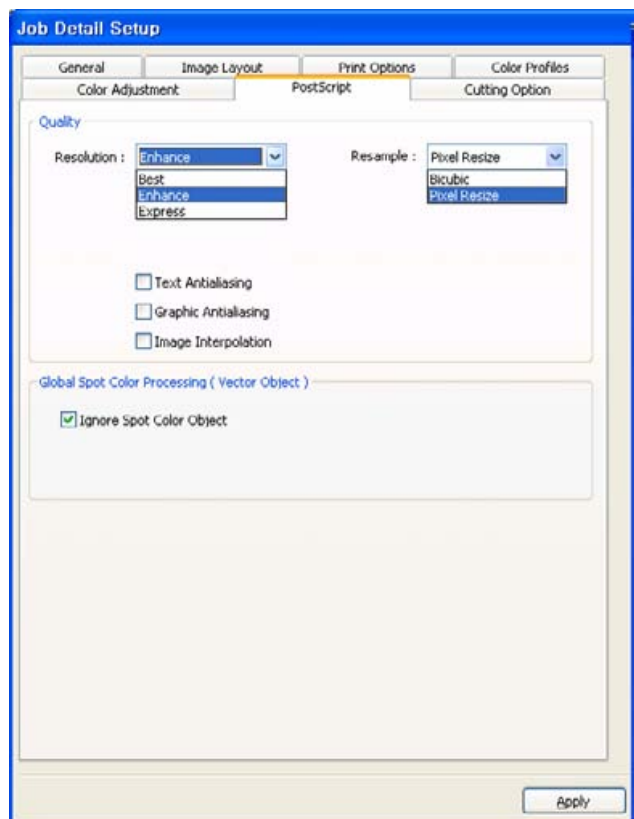 Job Detail Setup
General Image Layout Print Options Color Profiles
Color Adjustment PostScript Cutting Option
Quality
Resolution : Enhance Resample : Pixel Resize
Best Bicubic
Enhance Pixel Resize
Express
Text Antialiasing
Graphic Antialiasing
Image Interpolation
Global Spot Color Processing ( Vector Object )
Ignore Spot Color Object
Apply